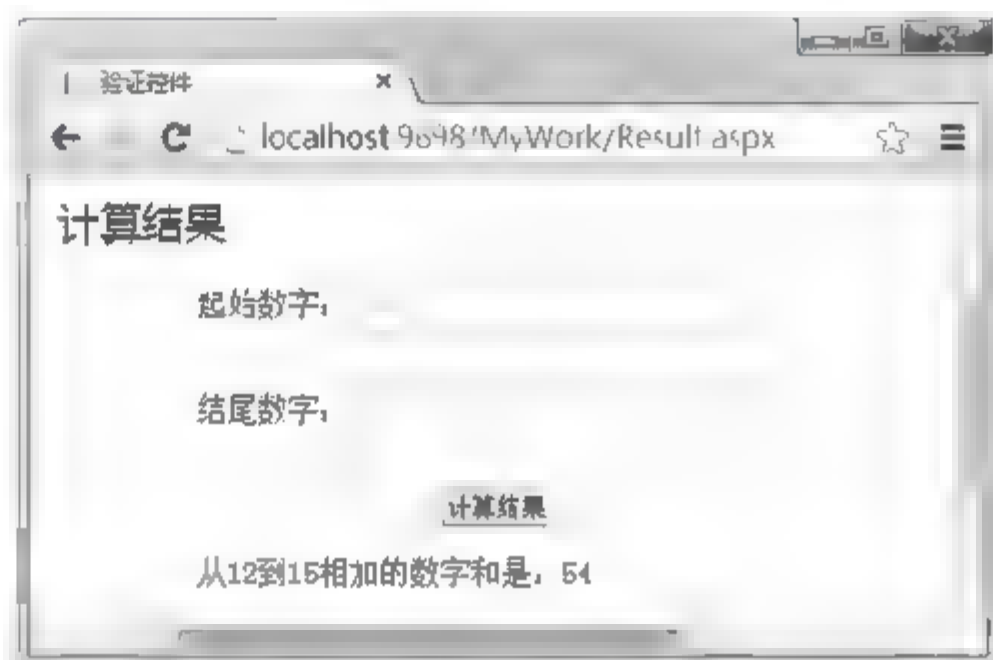 验证控件
localhost:9698/MyWork/Result.aspx
计算结果
起始数字：
结尾数字：
计算结果
从12到15相加的数字和是：54